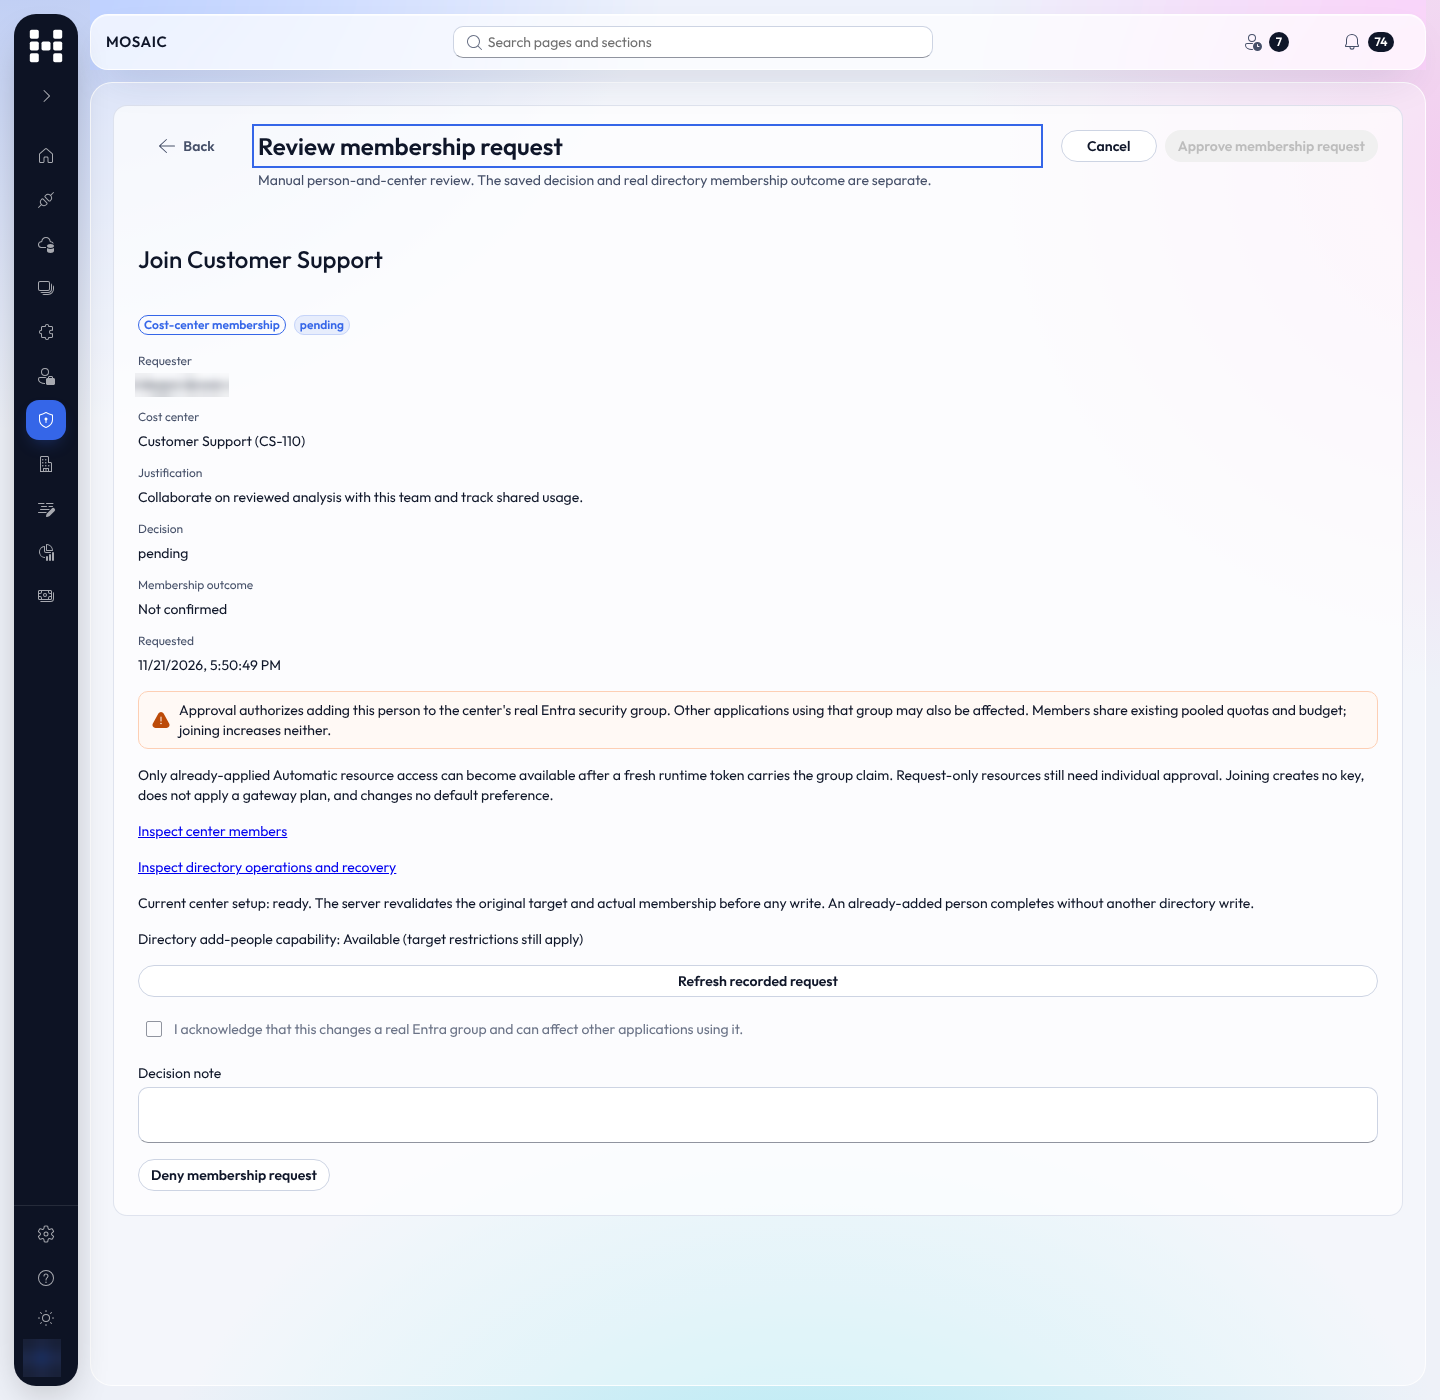 MOSAIC
Search pages and sections
7
74
Back
Review membership request
Cancel
Approve membership request
Manual person-and-center review. The saved decision and real directory membership outcome are separate.
Join Customer Support
Cost-center membership
pending
Requester
Cost center
Customer Support (CS-110)
Justification
Collaborate on reviewed analysis with this team and track shared usage.
Decision
pending
Membership outcome
Not confirmed
Requested
11/21/2026, 5:50:49 PM
Approval authorizes adding this person to the center's real Entra security group. Other applications using that group may also be affected. Members share existing pooled quotas and budget;
joining increases neither.
Only already-applied Automatic resource access can become available after a fresh runtime token carries the group claim. Request-only resources still need individual approval. Joining creates no key,
does not apply a gateway plan, and changes no default preference.
Inspect center members
Inspect directory operations and recovery
Current center setup: ready. The server revalidates the original target and actual membership before any write. An already-added person completes without another directory write.
Directory add-people capability: Available (target restrictions still apply)
Refresh recorded request
I acknowledge that this changes a real Entra group and can affect other applications using it.
Decision note
Deny membership request